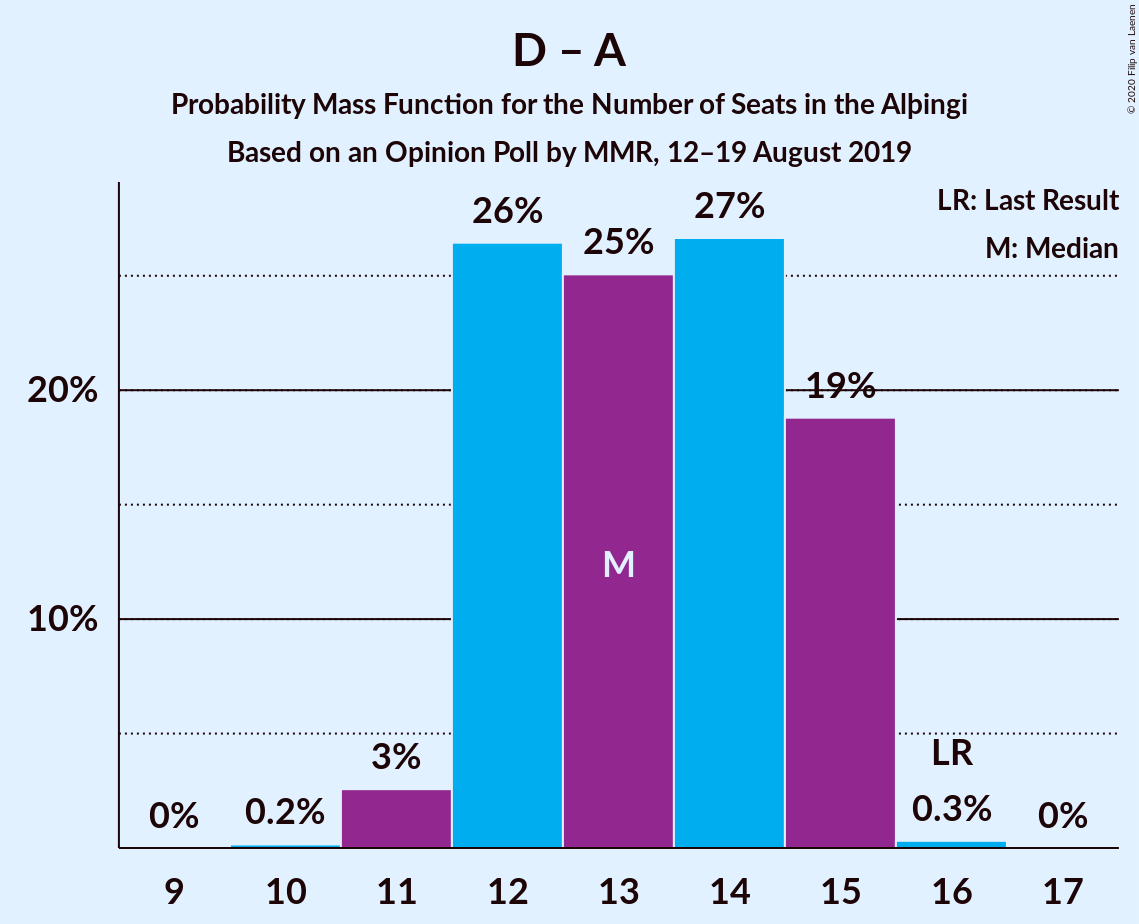 D – A
Probability Mass Function for the Number of Seats in the Alþingi
Based on an Opinion Poll by MMR, 12–19 August 2019
© 2020 Filip van Laenen
LR: Last Result
M: Median
26%
25%
27%
19%
20%
10%
M
3%
LR
0%
0.2%
0.3%
0%
9 10 11 12 13 14 15 16 17